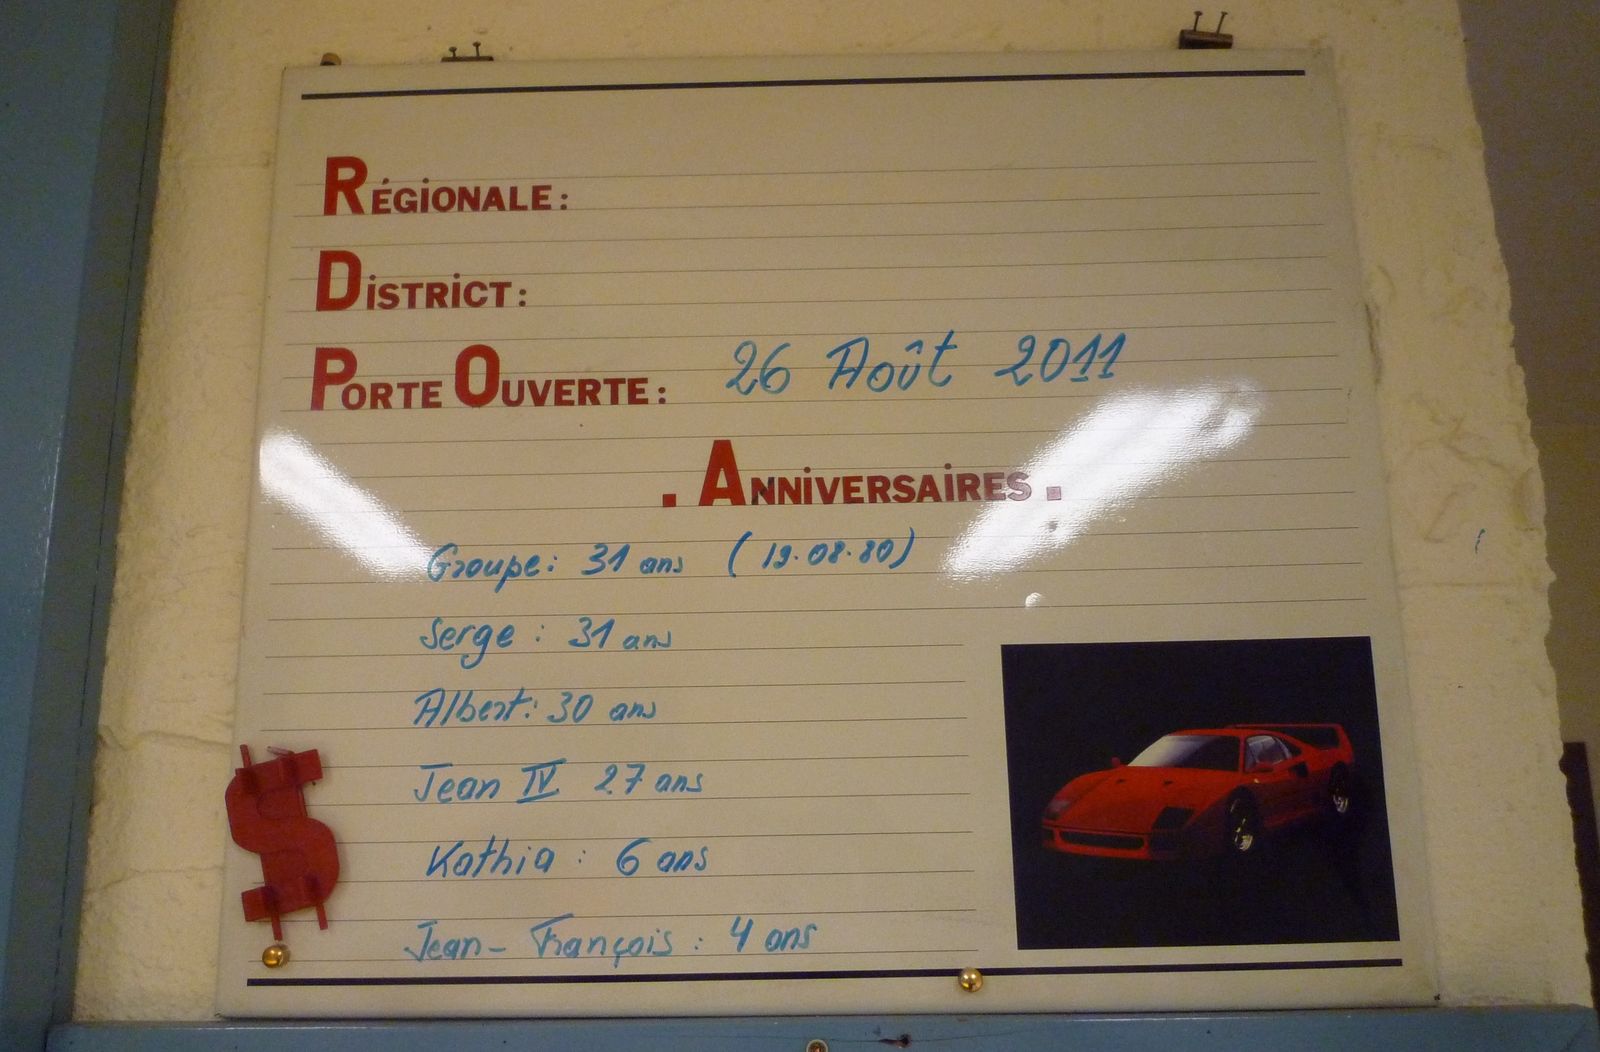 RÉGIONALE:
DISTRICT:
PORTE OUVERTE: 26 Août 2011
. ANNIVERSAIRES .
Groupe: 31 ans (19.08.80)
Serge : 31 ans
Albert: 30 ans
Jean IV 27 ans
Kathia : 6 ans
Jean-François : 4 ans
$